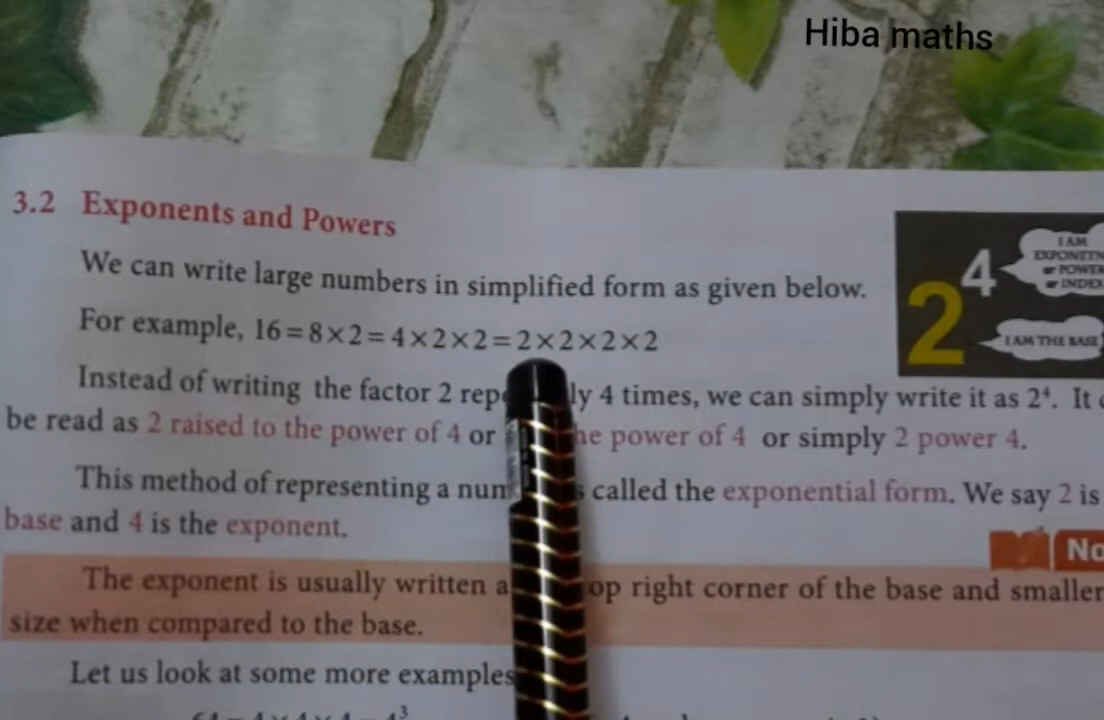 Hiba maths
3.2 Exponents and Powers
We can write large numbers in simplified form as given below.
For example, 16=8×2=4×2×2=2×2×2×2
Instead of writing the factor 2 rep ly 4 times, we can simply write it as 2⁴. It
be read as 2 raised to the power of 4 or he power of 4 or simply 2 power 4.
This method of representing a num called the exponential form. We say 2 is
base and 4 is the exponent.
No
The exponent is usually written a op right corner of the base and smaller
size when compared to the base.
Let us look at some more examples
2⁴
I AM
EXPONETN
or POWER
or INDEX
I AM THE BASE